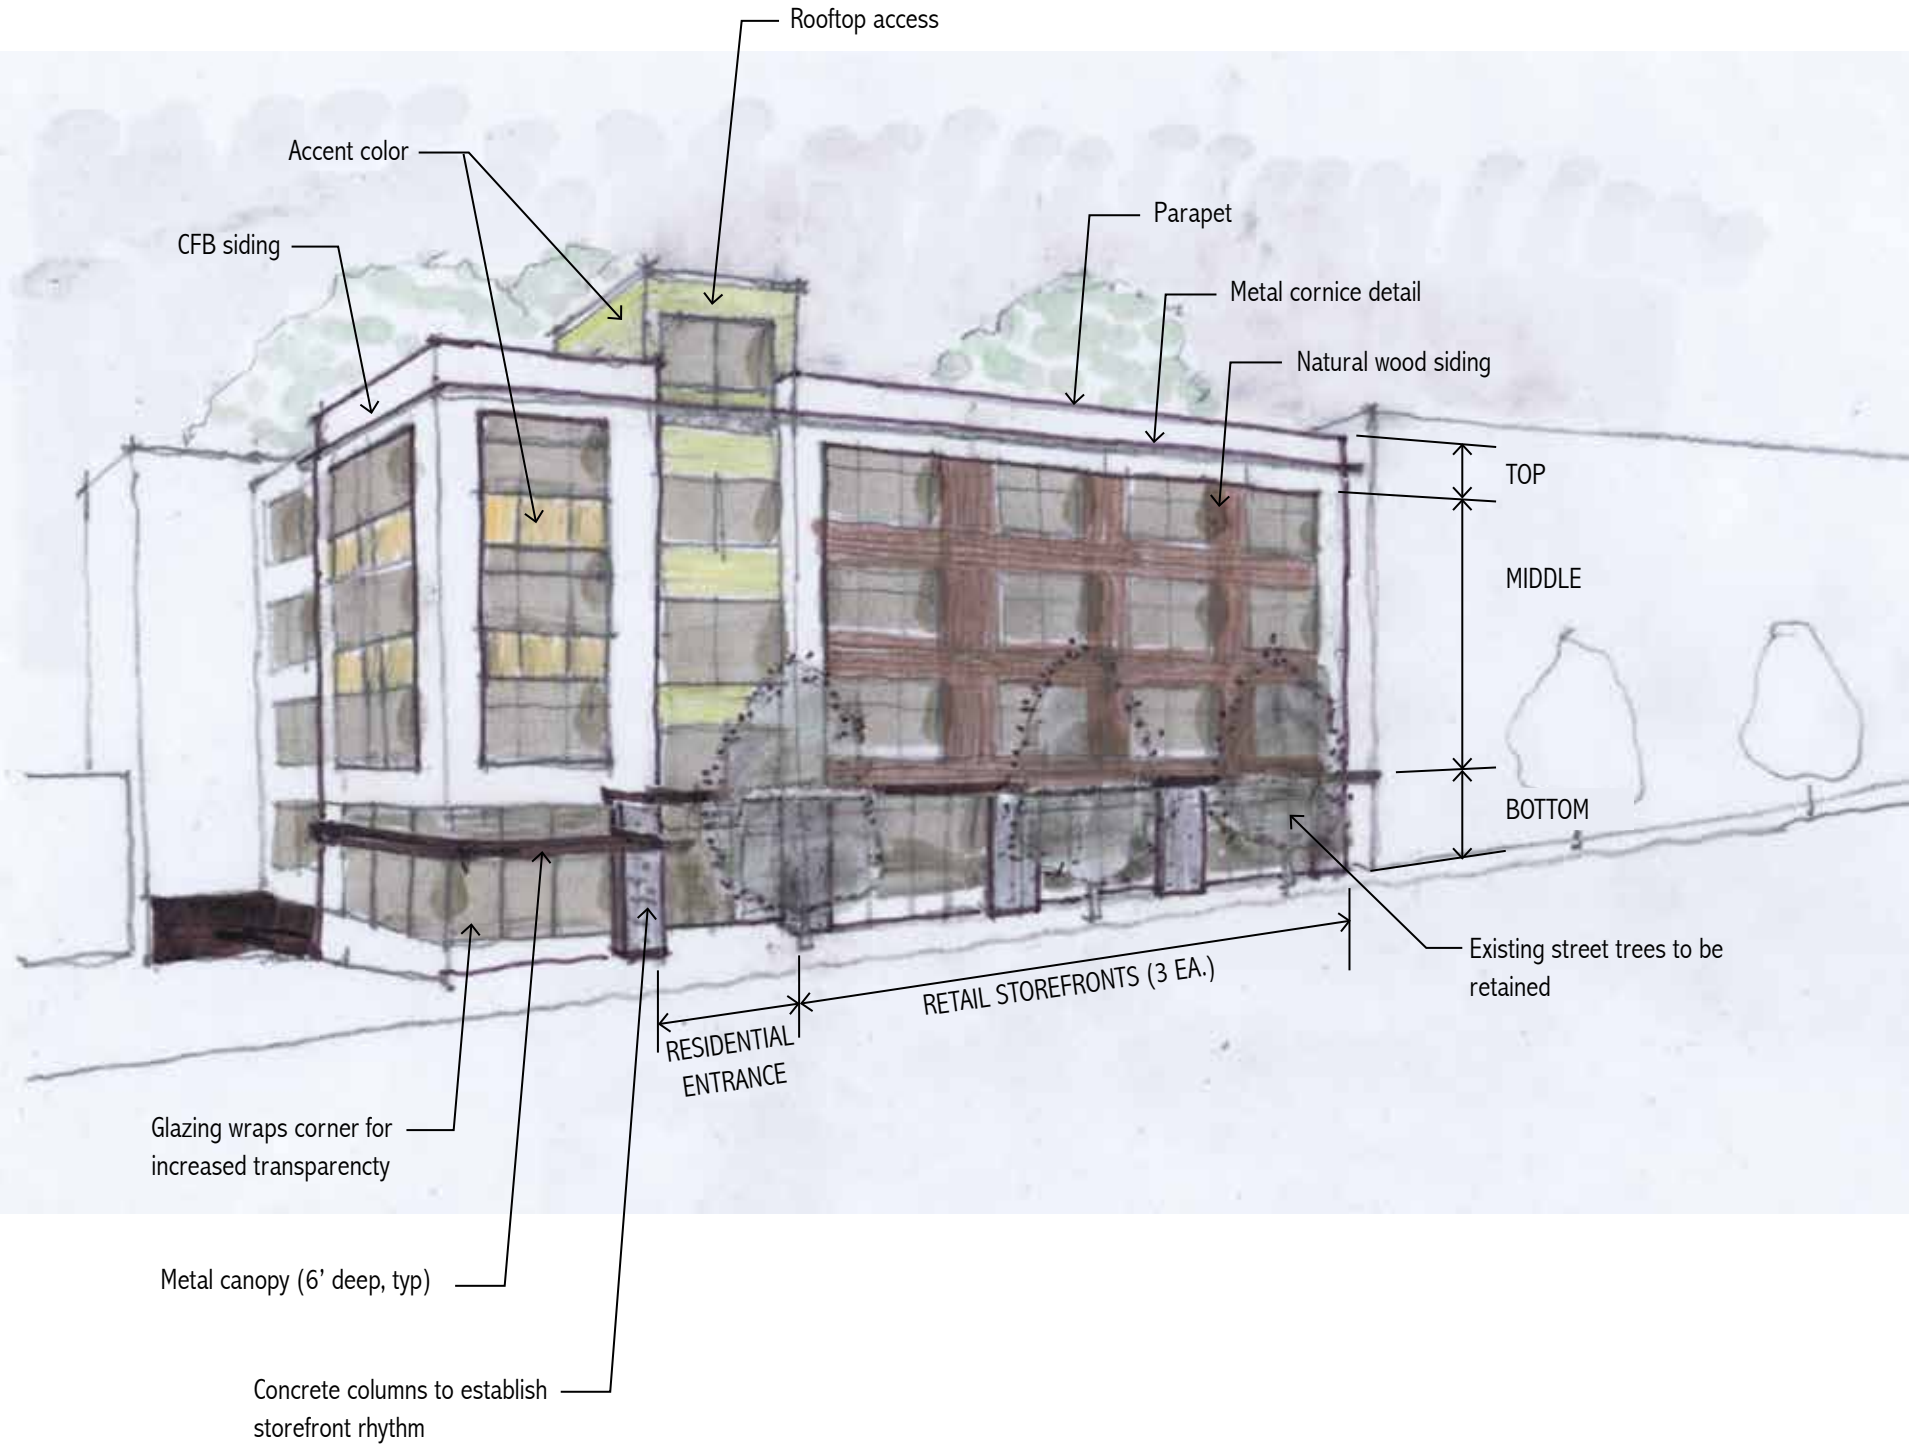 Rooftop access
Accent color
Parapet
CFB siding
Metal cornice detail
Natural wood siding
TOP
MIDDLE
BOTTOM
Existing street trees to be
retained
RETAIL STOREFRONTS (3 EA.)
RESIDENTIAL
ENTRANCE
Glazing wraps corner for
increased transparencty
Metal canopy (6’ deep, typ)
Concrete columns to establish
storefront rhythm